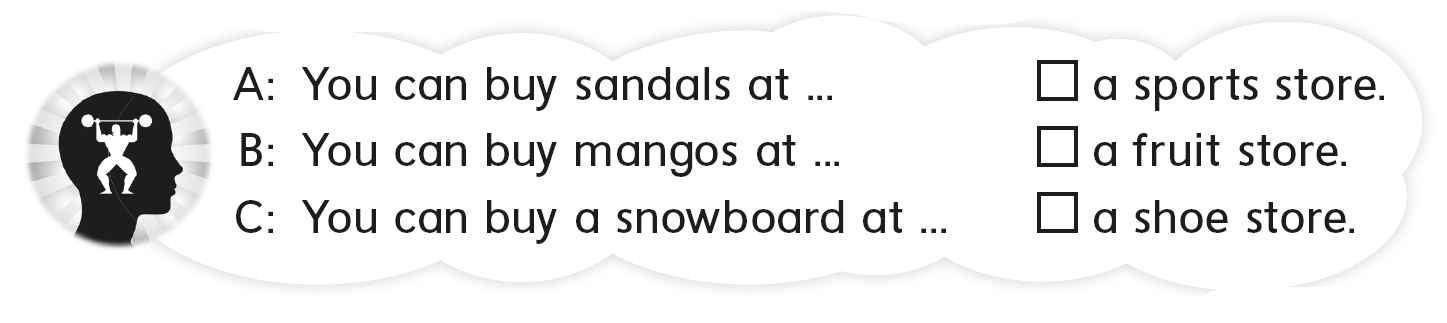 A: You can buy sandals at ... ☐ a sports store.
B: You can buy mangos at ... ☐ a fruit store.
C: You can buy a snowboard at ... ☐ a shoe store.